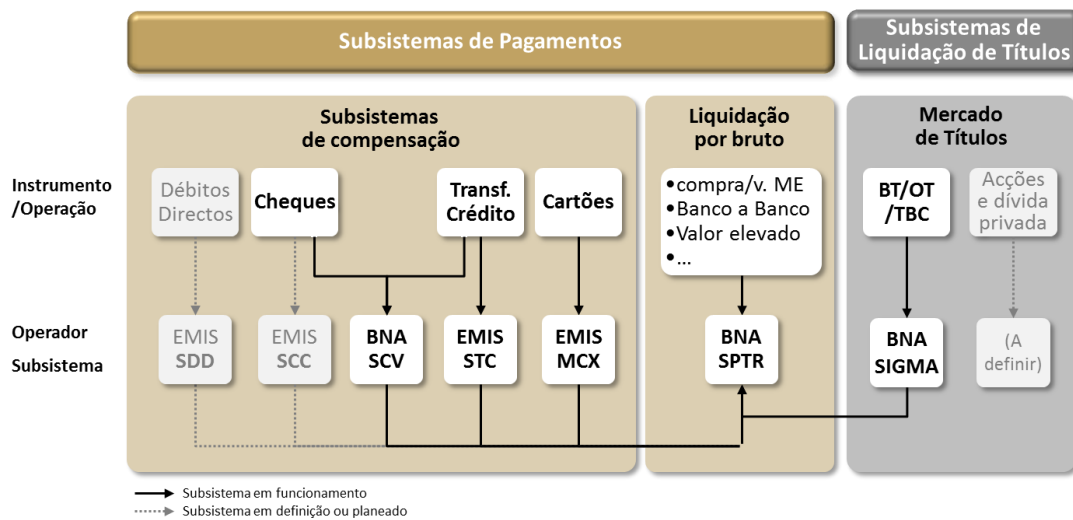 Subsistemas de Pagamentos
Subsistemas de
Liquidação de Títulos
Subsistemas
de compensação
Liquidação
por bruto
Mercado
de Títulos
Instrumento
/Operação
Débitos
Directos
Cheques
Transf.
Crédito
Cartões
•compra/v. ME
•Banco a Banco
•Valor elevado
•...
BT/OT
/TBC
Acções
e dívida
privada
Operador
Subsistema
EMIS
SDD
EMIS
SCC
BNA
SCV
EMIS
STC
EMIS
MCX
BNA
SPTR
BNA
SIGMA
(A
definir)
Subsistema em funcionamento
Subsistema em definição ou planeado